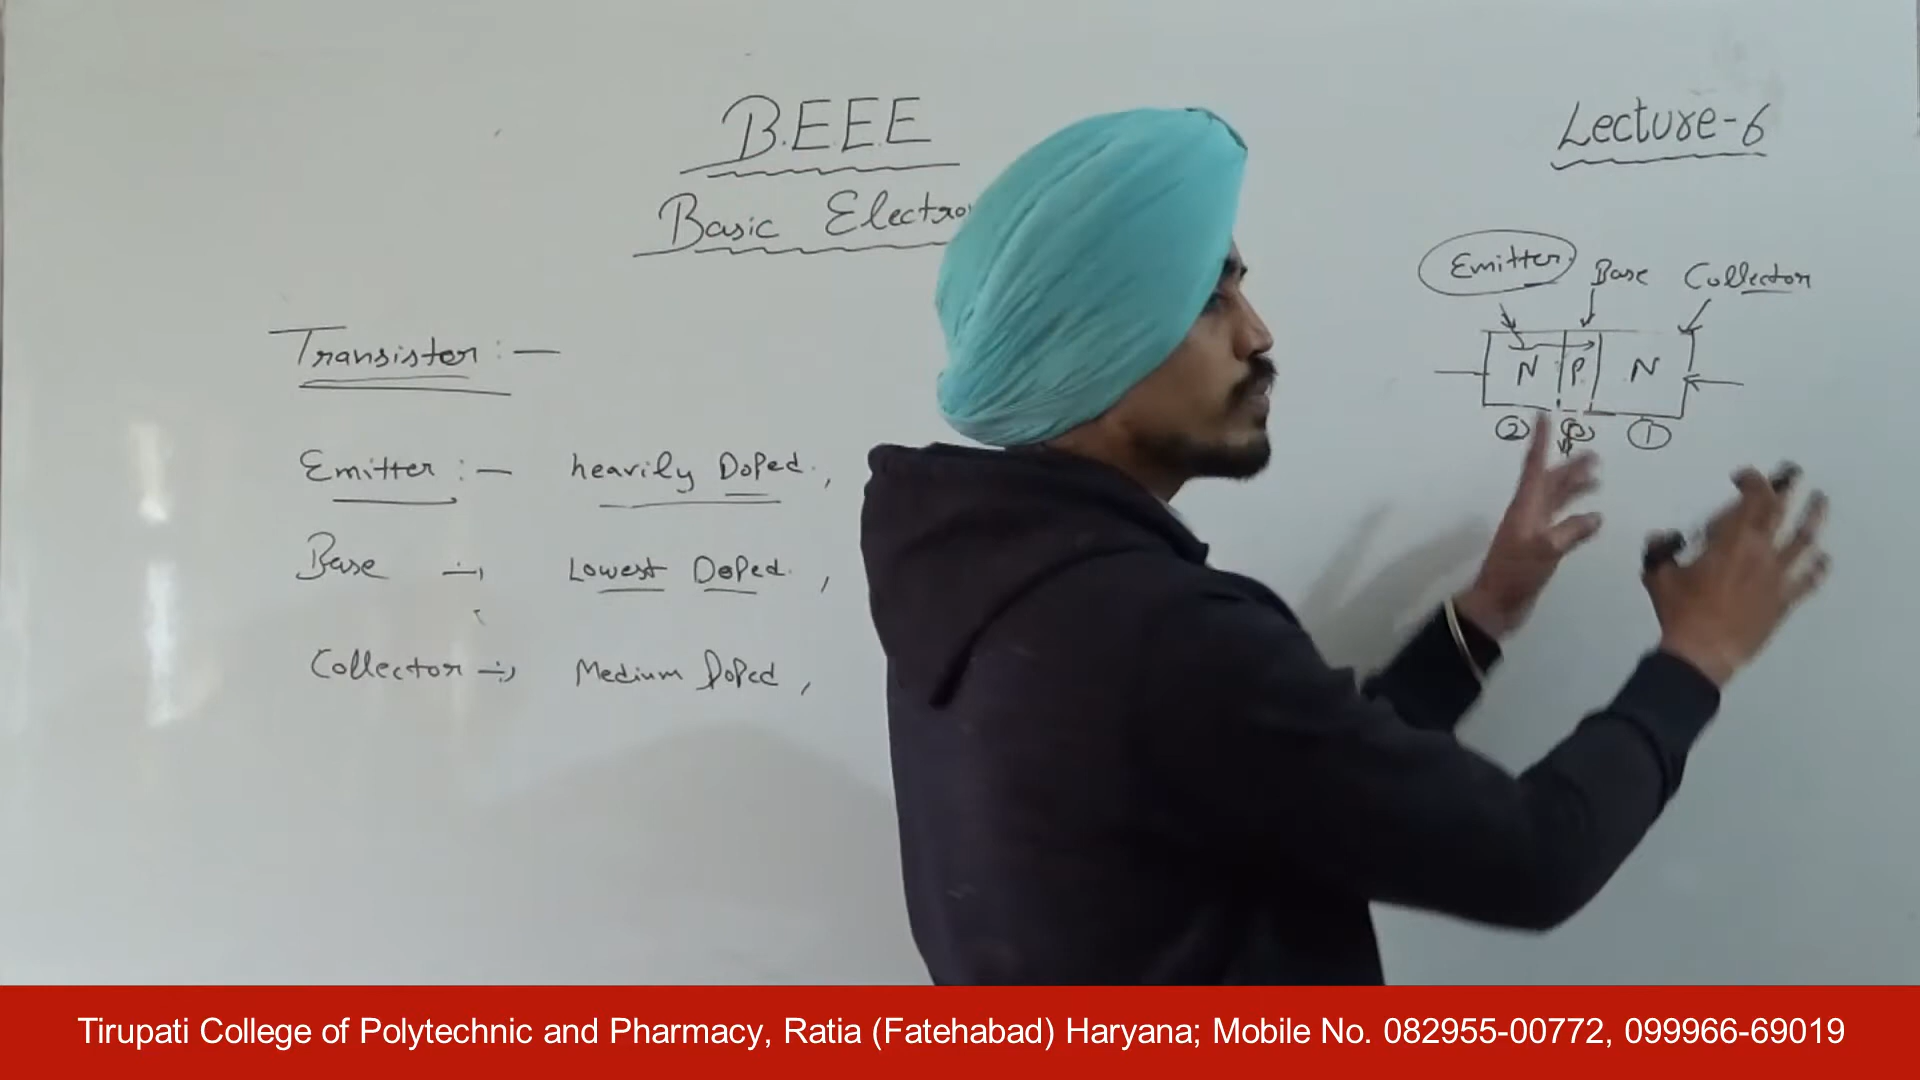 B.E.E.E
Lecture-6
Basic Electro
Emitter Base Collector
N P N
2 1
Transister :-
Emitter :- heavily Doped ,
Base Lowest Doped ,
Collector Medium Doped ,
Tirupati College of Polytechnic and Pharmacy, Ratia (Fatehabad) Haryana; Mobile No. 082955-00772, 099966-69019